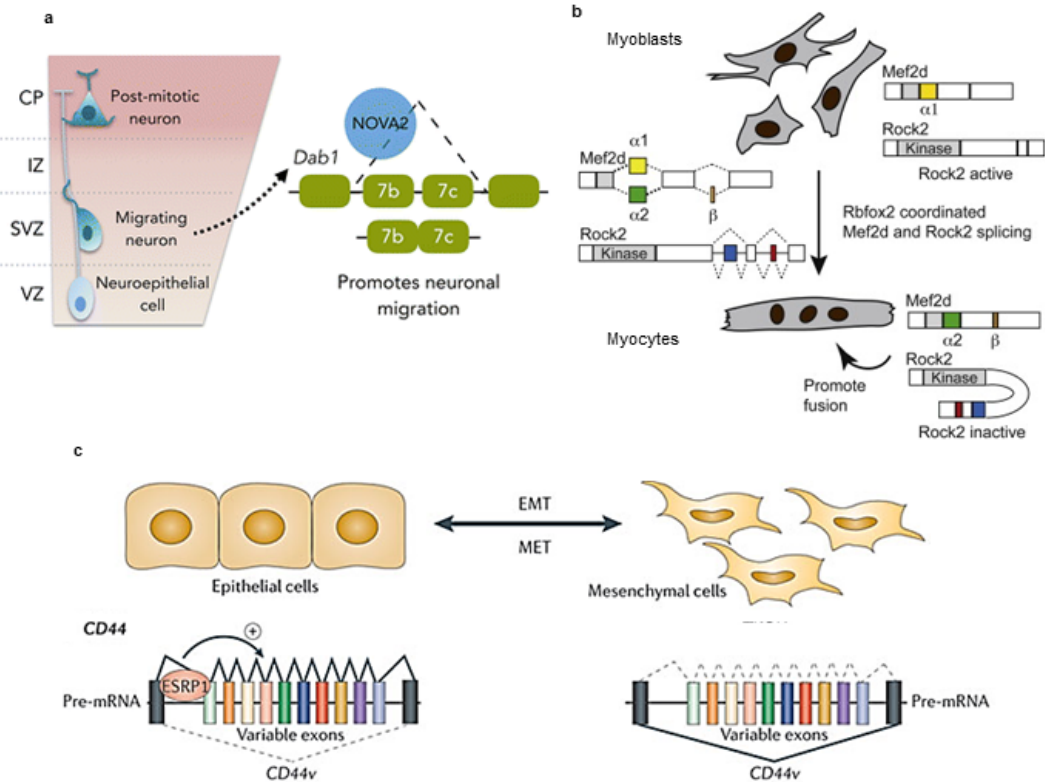 a
CP
Post-mitotic
neuron
IZ
SVZ
Migrating
neuron
VZ
Neuroepithelial
cell
NOVA2
Dab1
7b
7c
7b
7c
Promotes neuronal
migration
b
Myoblasts
Mef2d
α1
Rock2
Kinase
Rock2 active
α1
Mef2d
α2
β
Rock2
Kinase
Rbfox2 coordinated
Mef2d and Rock2 splicing
Myocytes
Mef2d
α2
β
Rock2
Kinase
Rock2 inactive
Promote
fusion
c
EMT
MET
Epithelial cells
Mesenchymal cells
CD44
+
ESRP1
Pre-mRNA
Variable exons
CD44v
Pre-mRNA
Variable exons
CD44v